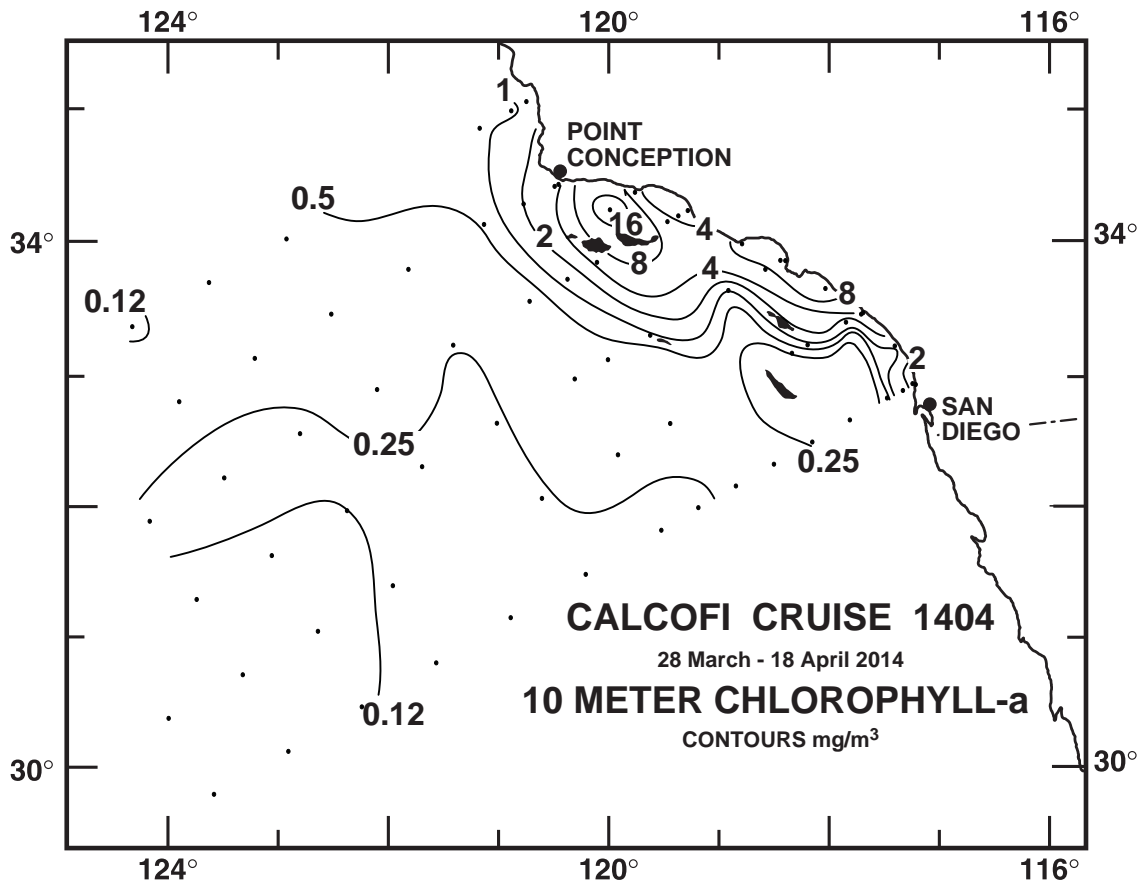 124° 120° 116°
1
POINT
CONCEPTION
0.5
16
4
34° 2 34°
8 4
0.12 8
2
SAN
DIEGO
0.25 0.25
CALCOFI CRUISE 1404
28 March - 18 April 2014
10 METER CHLOROPHYLL-a
0.12
CONTOURS mg/m³
30° 30°
124° 120° 116°